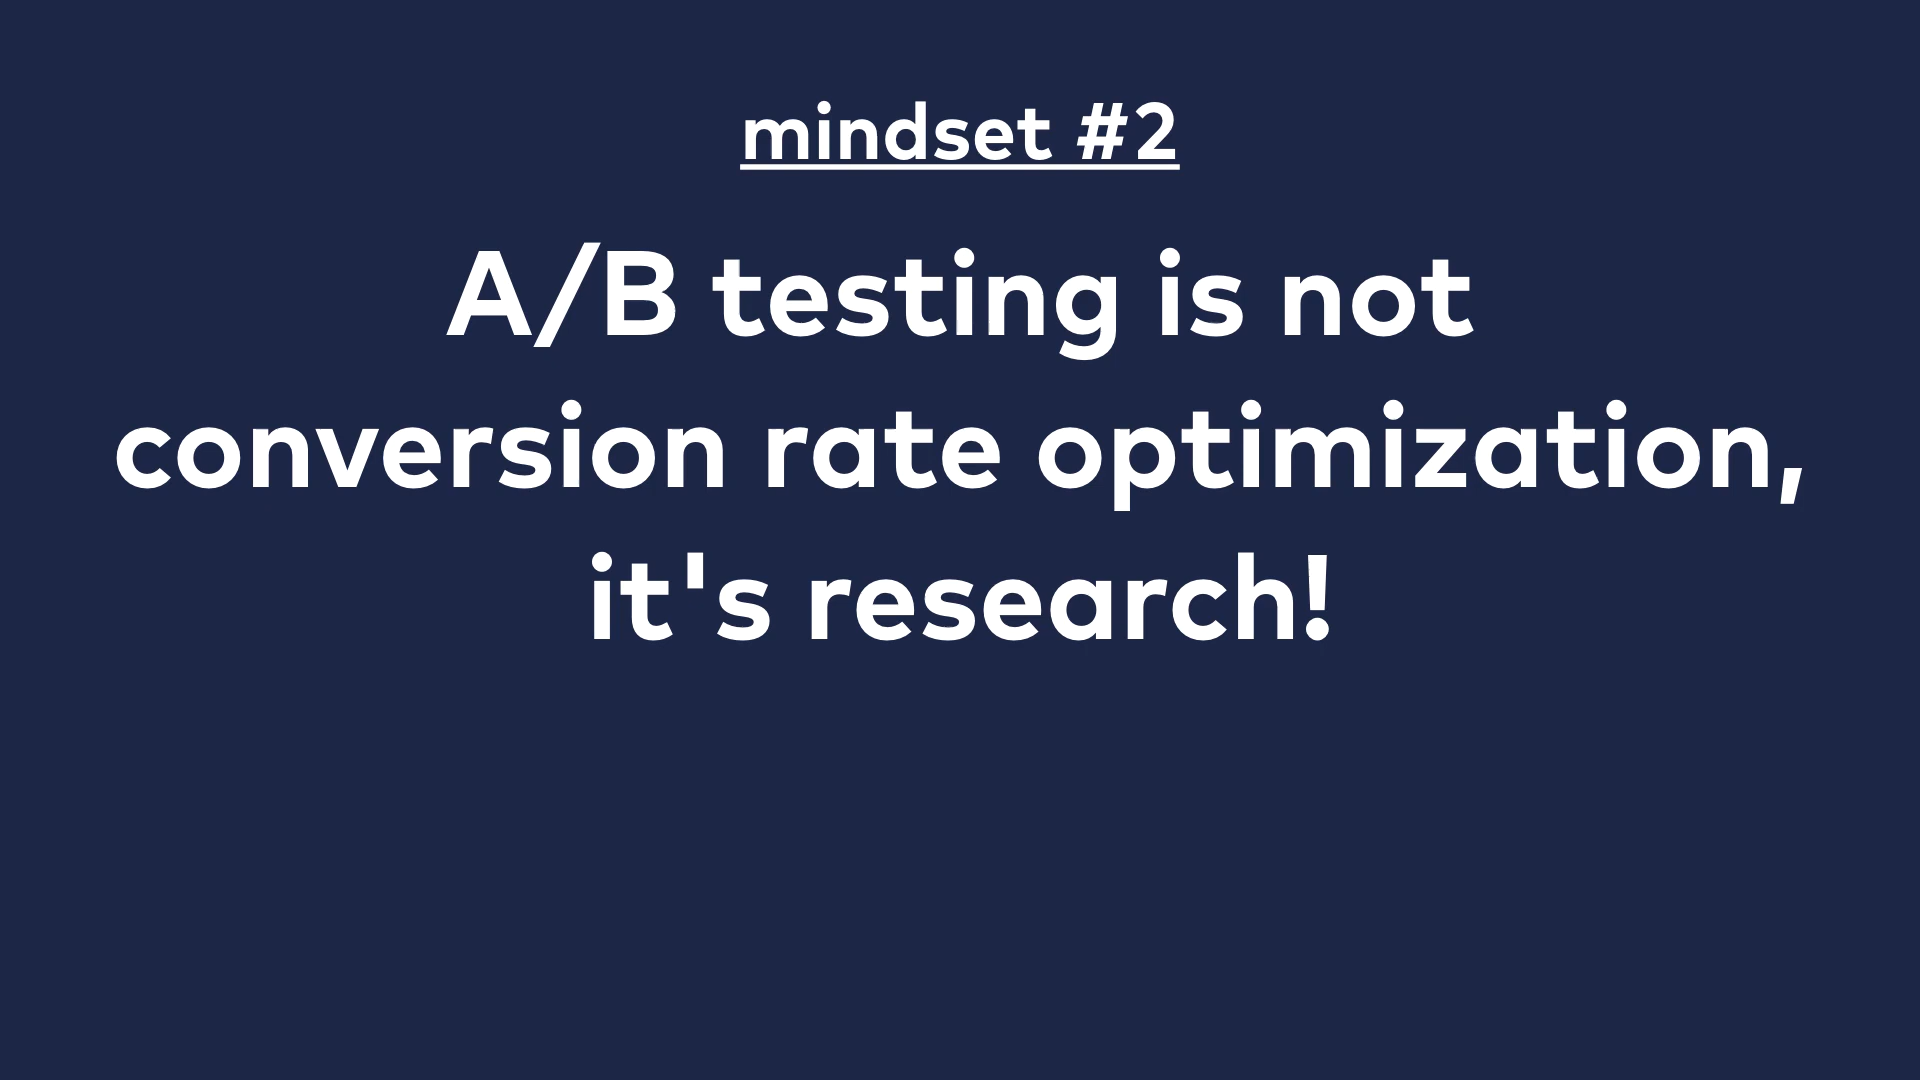 mindset #2
A/B testing is not
conversion rate optimization,
it's research!